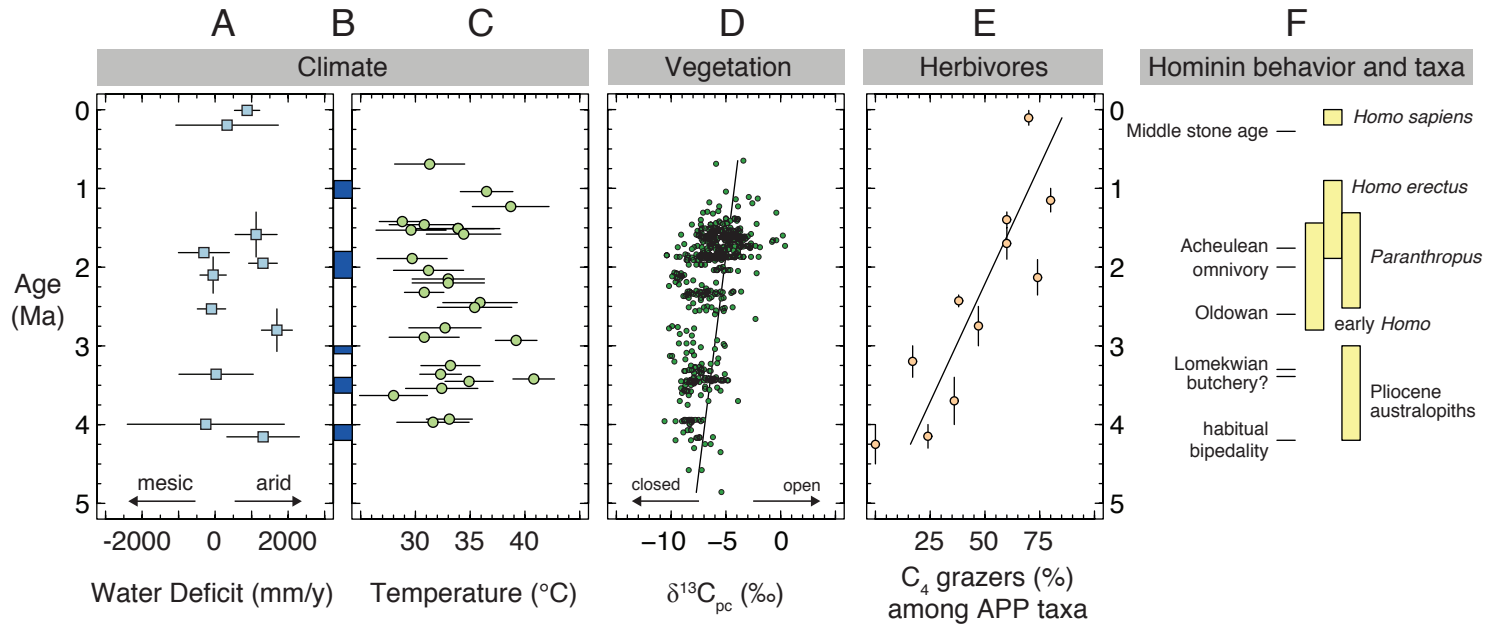 A B C D E F
Climate Vegetation Herbivores Hominin behavior and taxa
0 0
Middle stone age Homo sapiens
1 1
Homo erectus
Acheulean
Paranthropus
2 2
omnivory
Age
(Ma)
Oldowan
early Homo
3 3
Lomekwian
butchery?
Pliocene
australopiths
4 4
habitual
bipedality
mesic arid closed open
5 5
-2000 0 2000 30 35 40 −10 −5 0 25 50 75
Water Deficit (mm/y) Temperature (°C) δ¹³Cpc (‰) C₄ grazers (%)
among APP taxa